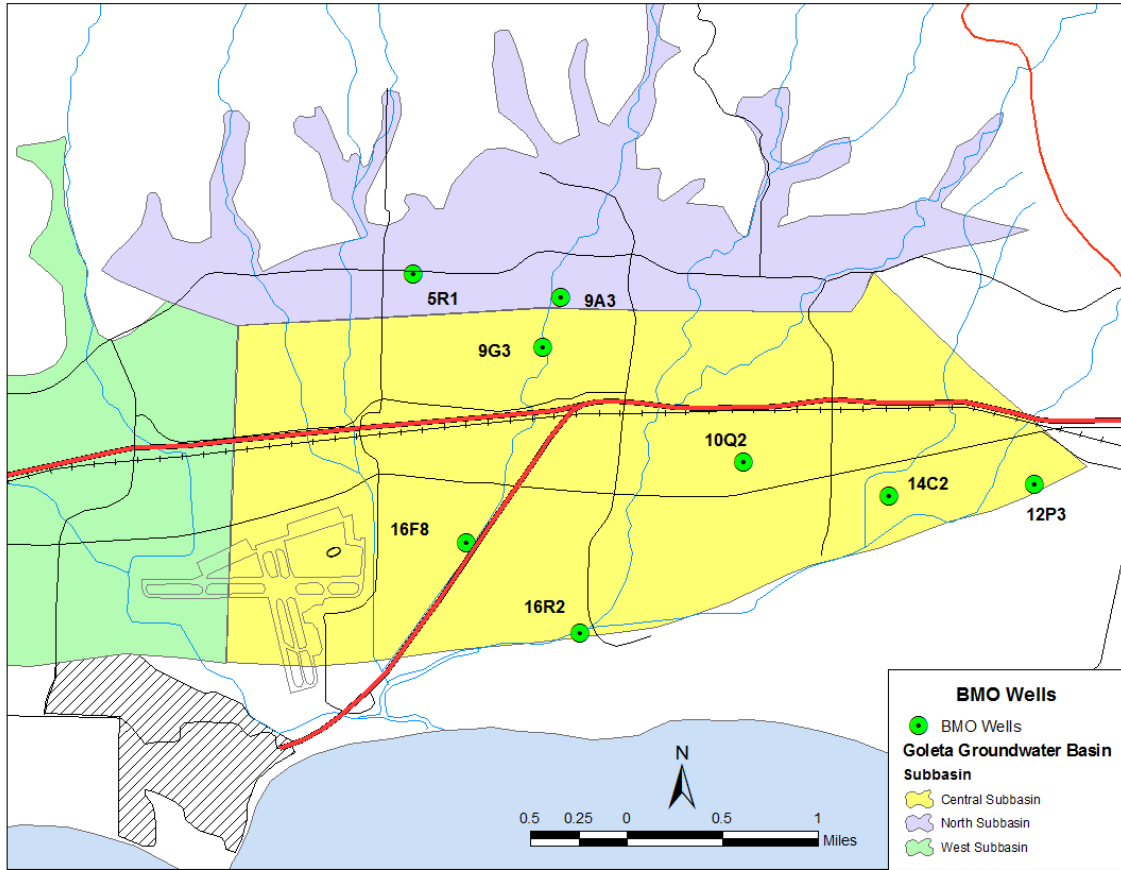 5R1
9A3
9G3
10Q2
14C2
12P3
16F8
16R2
BMO Wells
BMO Wells
Goleta Groundwater Basin
Subbasin
Central Subbasin
North Subbasin
West Subbasin
N
0.5 0.25 0 0.5 1
Miles